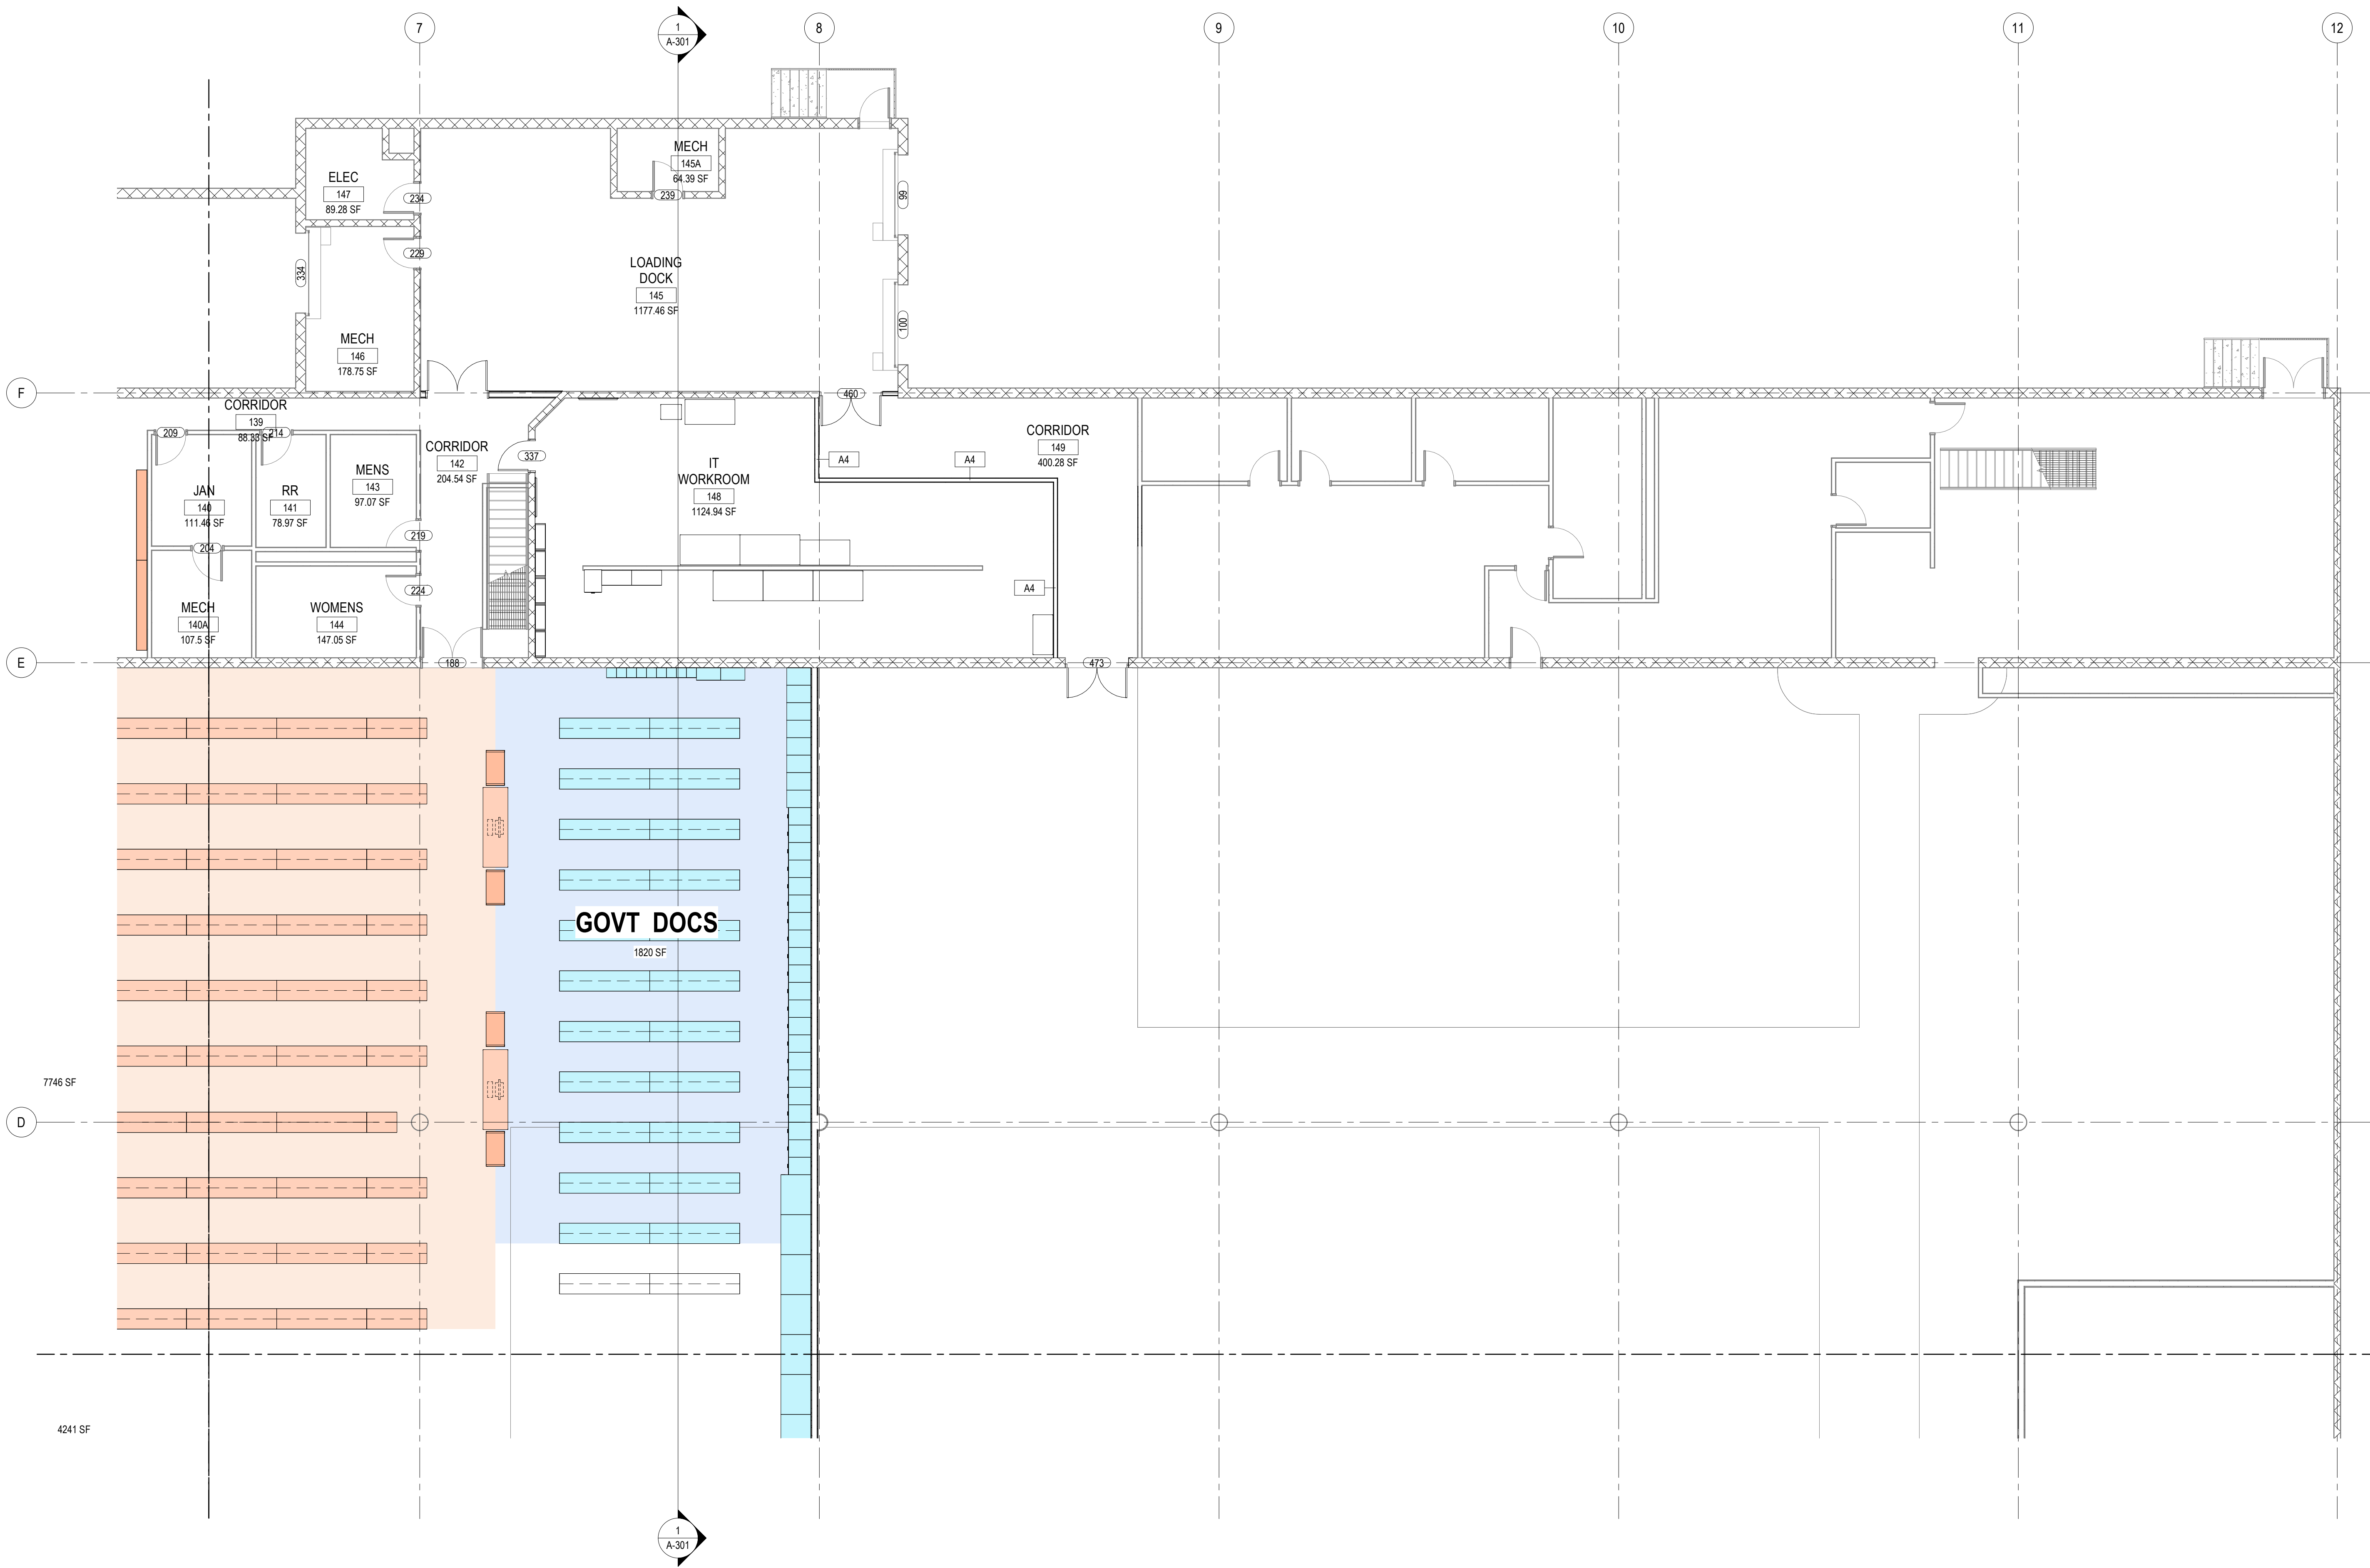 7
1
A-301
8
9
10
11
12
MECH
145A
64.39 SF
239
ELEC
147
89.28 SF
234
99
229
334
LOADING
DOCK
145
1177.46 SF
100
MECH
146
178.75 SF
F
460
CORRIDOR
139
88.33 SF
209
214
CORRIDOR
142
204.54 SF
337
IT
WORKROOM
148
1124.94 SF
A4
A4
CORRIDOR
149
400.28 SF
MENS
143
97.07 SF
JAN
140
111.46 SF
RR
141
78.97 SF
219
204
224
A4
MECH
140A
107.5 SF
WOMENS
144
147.05 SF
E
188
473
GOVT DOCS
1820 SF
7746 SF
D
4241 SF
1
A-301